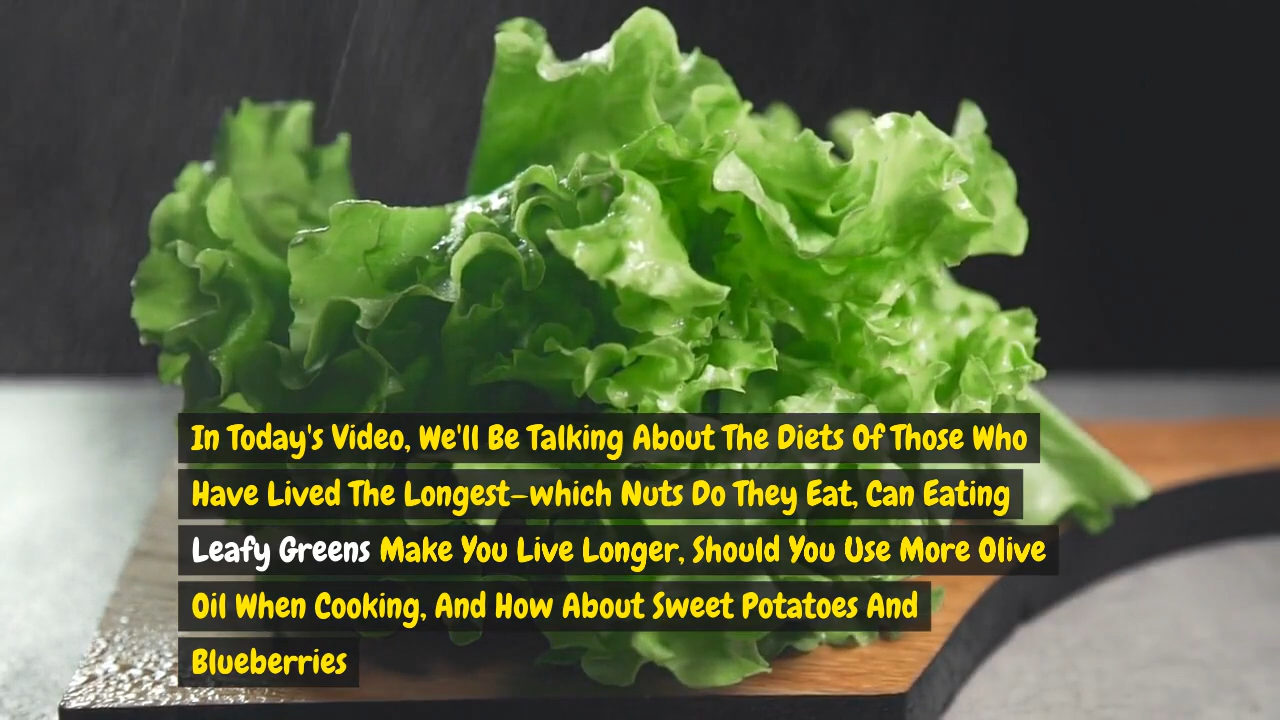 In Today's Video, We'll Be Talking About The Diets Of Those Who
Have Lived The Longest–which Nuts Do They Eat, Can Eating
Leafy Greens Make You Live Longer, Should You Use More Olive
Oil When Cooking, And How About Sweet Potatoes And
Blueberries